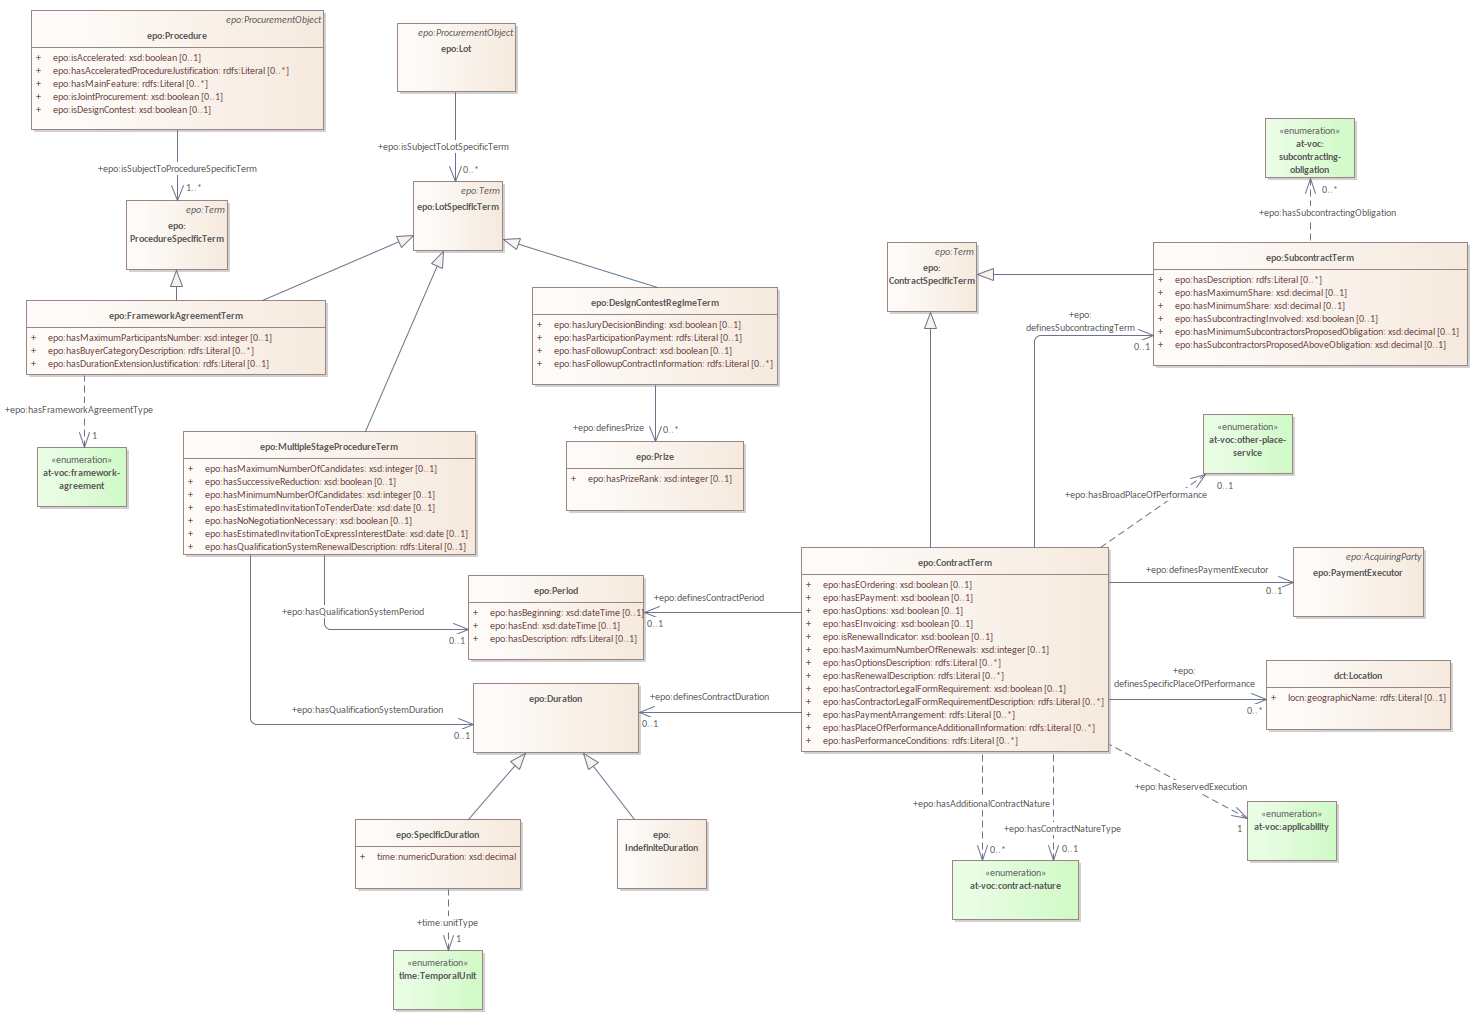 epo:ProcurementObject
epo:Procedure
+ epo:isAccelerated: xsd:boolean [0..1]
+ epo:hasAcceleratedProcedureJustification: rdfs:Literal [0..*]
+ epo:hasMainFeature: rdfs:Literal [0..*]
+ epo:isJointProcurement: xsd:boolean [0..1]
+ epo:isDesignContest: xsd:boolean [0..1]
+epo:isSubjectToProcedureSpecificTerm
1..*
epo:Term
epo:
ProcedureSpecificTerm
epo:ProcurementObject
epo:Lot
+epo:isSubjectToLotSpecificTerm
0..*
epo:Term
epo:LotSpecificTerm
epo:FrameworkAgreementTerm
+ epo:hasMaximumParticipantsNumber: xsd:integer [0..1]
+ epo:hasBuyerCategoryDescription: rdfs:Literal [0..*]
+ epo:hasDurationExtensionJustification: rdfs:Literal [0..1]
+epo:hasFrameworkAgreementType
1
«enumeration»
at-voc:framework-
agreement
epo:DesignContestRegimeTerm
+ epo:hasJuryDecisionBinding: xsd:boolean [0..1]
+ epo:hasParticipationPayment: rdfs:Literal [0..1]
+ epo:hasFollowupContract: xsd:boolean [0..1]
+ epo:hasFollowupContractInformation: rdfs:Literal [0..*]
+epo:definesPrize
0..*
epo:Prize
+ epo:hasPrizeRank: xsd:integer [0..1]
epo:MultipleStageProcedureTerm
+ epo:hasMaximumNumberOfCandidates: xsd:integer [0..1]
+ epo:hasSuccessiveReduction: xsd:boolean [0..1]
+ epo:hasMinimumNumberOfCandidates: xsd:integer [0..1]
+ epo:hasEstimatedInvitationToTenderDate: xsd:date [0..1]
+ epo:hasNoNegotiationNecessary: xsd:boolean [0..1]
+ epo:hasEstimatedInvitationToExpressInterestDate: xsd:date [0..1]
+ epo:hasQualificationSystemRenewalDescription: rdfs:Literal [0..1]
+epo:hasQualificationSystemPeriod
0..1
+epo:hasQualificationSystemDuration
0..1
epo:Period
+ epo:hasBeginning: xsd:dateTime [0..1]
+ epo:hasEnd: xsd:dateTime [0..1]
+ epo:hasDescription: rdfs:Literal [0..1]
+epo:definesContractPeriod
0..1
epo:Duration
+epo:definesContractDuration
0..1
epo:SpecificDuration
+ time:numericDuration: xsd:decimal
epo:
IndefiniteDuration
+time:unitType
1
«enumeration»
time:TemporalUnit
epo:Term
epo:
ContractSpecificTerm
«enumeration»
at-voc:
subcontracting-
obligation
0..*
+epo:hasSubcontractingObligation
epo:SubcontractTerm
+ epo:hasDescription: rdfs:Literal [0..*]
+ epo:hasMaximumShare: xsd:decimal [0..1]
+ epo:hasMinimumShare: xsd:decimal [0..1]
+ epo:hasSubcontractingInvolved: xsd:boolean [0..1]
+ epo:hasMinimumSubcontractorsProposedObligation: xsd:decimal [0..1]
+ epo:hasSubcontractorsProposedAboveObligation: xsd:decimal [0..1]
+epo:
definesSubcontractingTerm
0..1
«enumeration»
at-voc:other-place-
service
0..1
+epo:hasBroadPlaceOfPerformance
epo:ContractTerm
+ epo:hasEOrdering: xsd:boolean [0..1]
+ epo:hasEPayment: xsd:boolean [0..1]
+ epo:hasOptions: xsd:boolean [0..1]
+ epo:hasEInvoicing: xsd:boolean [0..1]
+ epo:isRenewalIndicator: xsd:boolean [0..1]
+ epo:hasMaximumNumberOfRenewals: xsd:integer [0..1]
+ epo:hasOptionsDescription: rdfs:Literal [0..*]
+ epo:hasRenewalDescription: rdfs:Literal [0..*]
+ epo:hasContractorLegalFormRequirement: xsd:boolean [0..1]
+ epo:hasContractorLegalFormRequirementDescription: rdfs:Literal [0..*]
+ epo:hasPaymentArrangement: rdfs:Literal [0..*]
+ epo:hasPlaceOfPerformanceAdditionalInformation: rdfs:Literal [0..*]
+ epo:hasPerformanceConditions: rdfs:Literal [0..*]
+epo:definesPaymentExecutor
0..1
epo:AcquiringParty
epo:PaymentExecutor
+epo:
definesSpecificPlaceOfPerformance
0..*
dct:Location
+ locn:geographicName: rdfs:Literal [0..1]
+epo:hasReservedExecution
1
«enumeration»
at-voc:applicability
+epo:hasAdditionalContractNature
0..*
+epo:hasContractNatureType
0..1
«enumeration»
at-voc:contract-nature